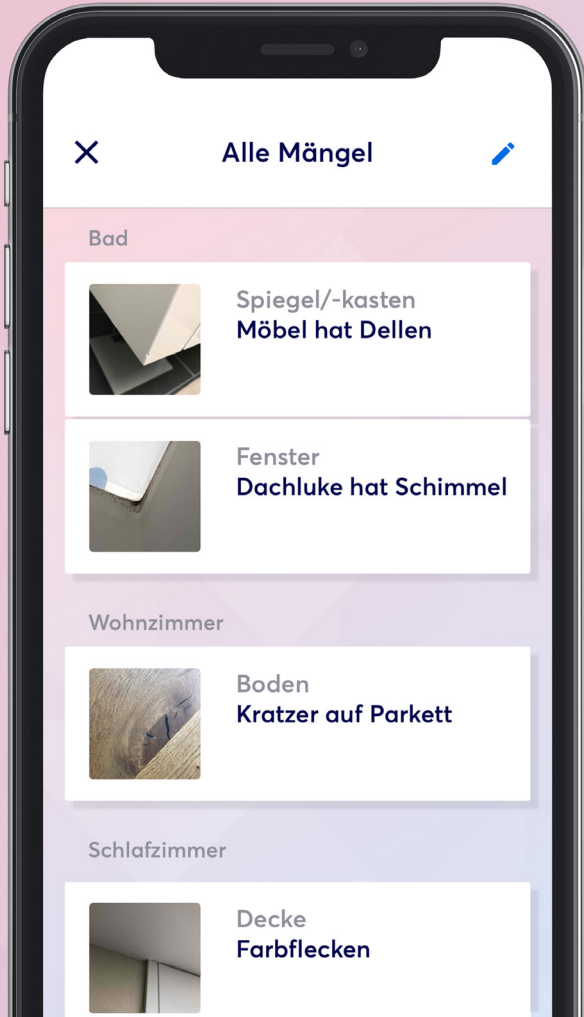 Alle Mängel
Bad
Spiegel/-kasten
Möbel hat Dellen
Fenster
Dachluke hat Schimmel
Wohnzimmer
Boden
Kratzer auf Parkett
Schlafzimmer
Decke
Farbflecken